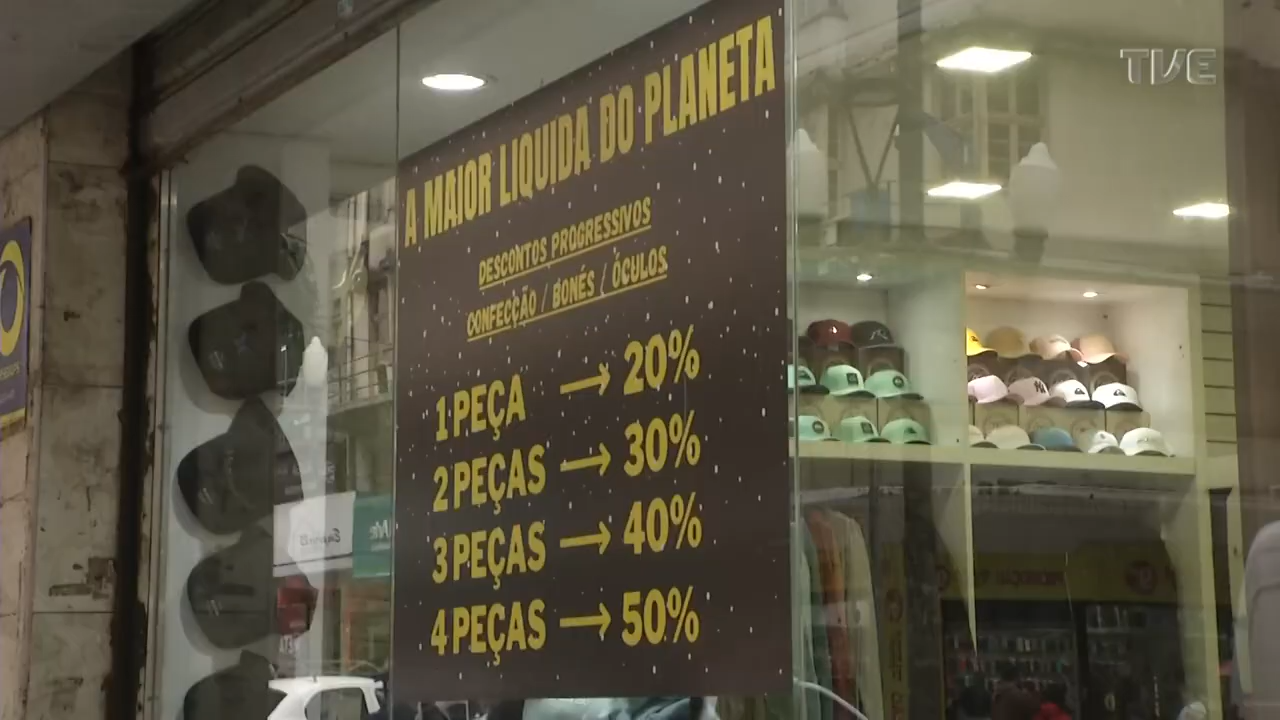 TVE
A MAIOR LIQUIDA DO PLANETA
DESCONTOS PROGRESSIVOS
CONFECÇÃO / BONÉS / ÓCULOS
1 PEÇA → 20%
2 PEÇAS → 30%
3 PEÇAS → 40%
4 PEÇAS → 50%